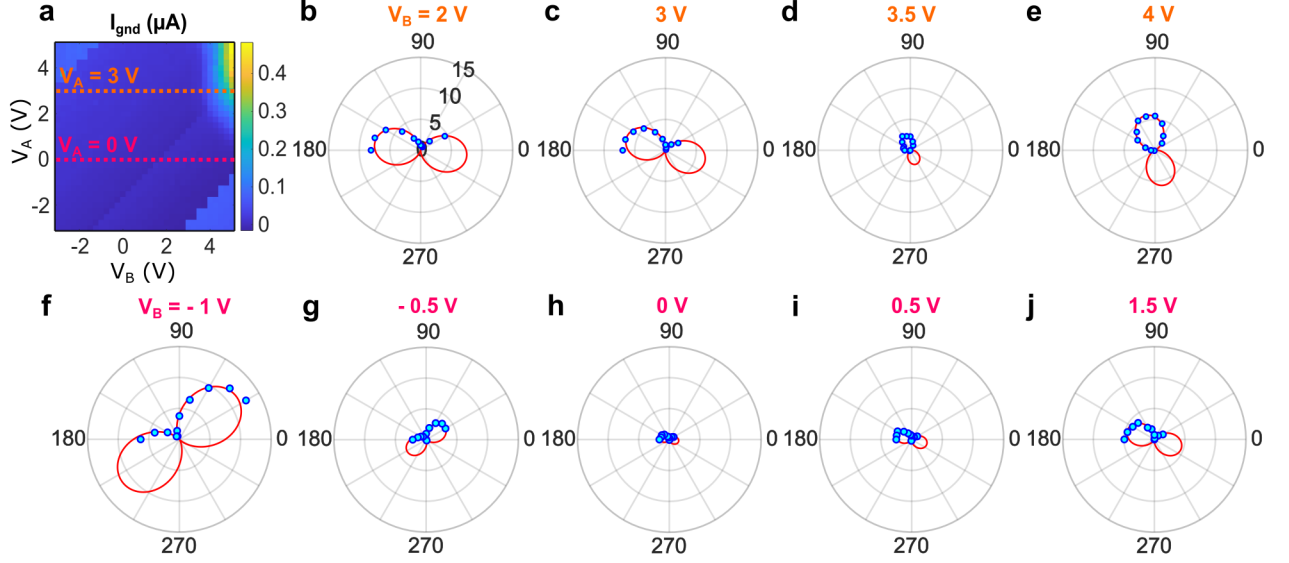 a
I_gnd (μA)
4
2
0
-2
V_A (V)
V_A = 3 V
V_A = 0 V
-2 0 2 4
V_B (V)
0.4
0.3
0.2
0.1
0
b
V_B = 2 V
90
15
10
5
180
0
270
c
3 V
90
180
0
270
d
3.5 V
90
180
0
270
e
4 V
90
180
0
270
f
V_B = - 1 V
90
180
0
270
g
- 0.5 V
90
180
0
270
h
0 V
90
180
0
270
i
0.5 V
90
180
0
270
j
1.5 V
90
180
0
270